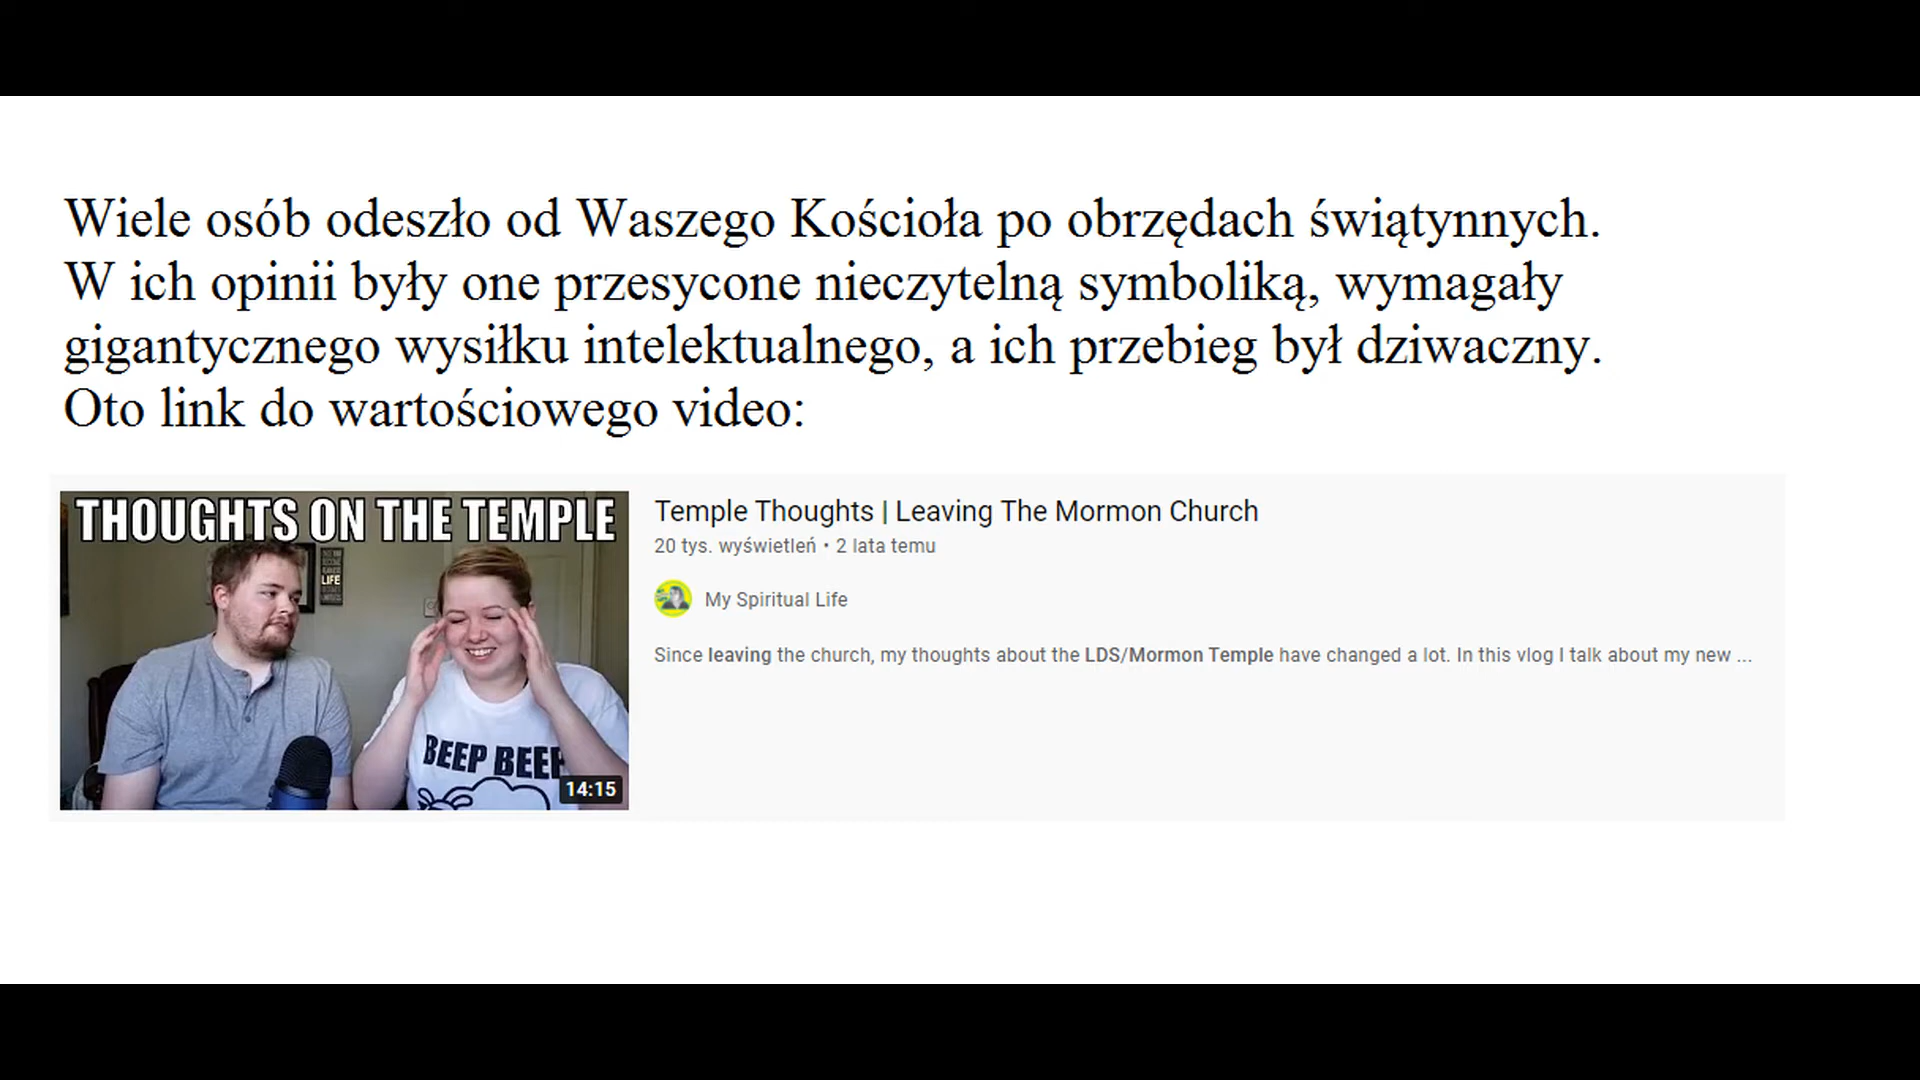 Wiele osób odeszło od Waszego Kościoła po obrzędach świątynnych.
W ich opinii były one przesycone nieczytelną symboliką, wymagały
gigantycznego wysiłku intelektualnego, a ich przebieg był dziwaczny.
Oto link do wartościowego video:
THOUGHTS ON THE TEMPLE
LIFE
BEEP BEEP
14:15
Temple Thoughts | Leaving The Mormon Church
20 tys. wyświetleń • 2 lata temu
My Spiritual Life
Since leaving the church, my thoughts about the LDS/Mormon Temple have changed a lot. In this vlog I talk about my new ...